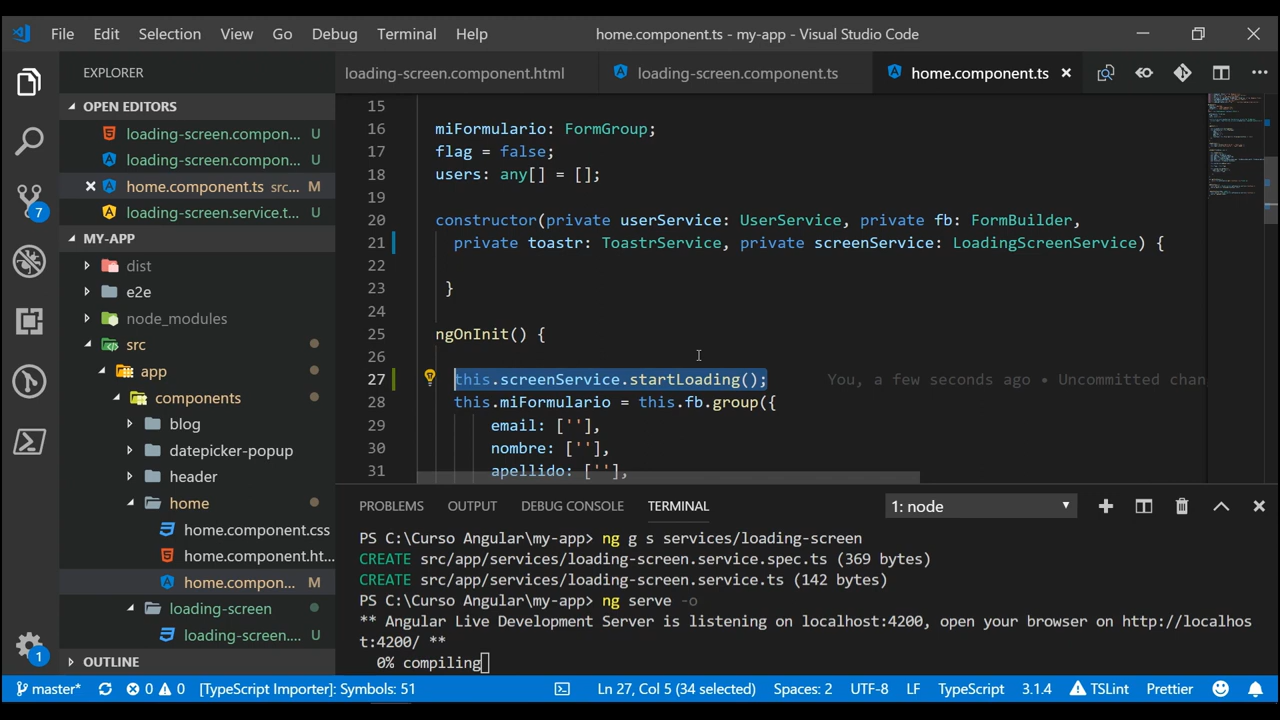 File Edit Selection View Go Debug Terminal Help home.component.ts - my-app - Visual Studio Code
EXPLORER
OPEN EDITORS
loading-screen.compon... U
loading-screen.compon... U
home.component.ts src... M
loading-screen.service.t... U
MY-APP
dist
e2e
node_modules
src
app
components
blog
datepicker-popup
header
home
home.component.css
home.component.ht...
home.compon... M
loading-screen
loading-screen.... U
OUTLINE
7
1
loading-screen.component.html loading-screen.component.ts home.component.ts
15
16 miFormulario: FormGroup;
17 flag = false;
18 users: any[] = [];
19
20 constructor(private userService: UserService, private fb: FormBuilder,
21 private toastr: ToastrService, private screenService: LoadingScreenService) {
22
23 }
24
25 ngOnInit() {
26
27 this.screenService.startLoading(); You, a few seconds ago • Uncommitted chan
28 this.miFormulario = this.fb.group({
29 email: [''],
30 nombre: [''],
31 apellido: [''],
PROBLEMS OUTPUT DEBUG CONSOLE TERMINAL 1: node
PS C:\Curso Angular\my-app> ng g s services/loading-screen
CREATE src/app/services/loading-screen.service.spec.ts (369 bytes)
CREATE src/app/services/loading-screen.service.ts (142 bytes)
PS C:\Curso Angular\my-app> ng serve -o
** Angular Live Development Server is listening on localhost:4200, open your browser on http://localhos
t:4200/ **
0% compiling
master* 0 0 [TypeScript Importer]: Symbols: 51 Ln 27, Col 5 (34 selected) Spaces: 2 UTF-8 LF TypeScript 3.1.4 TSLint Prettier